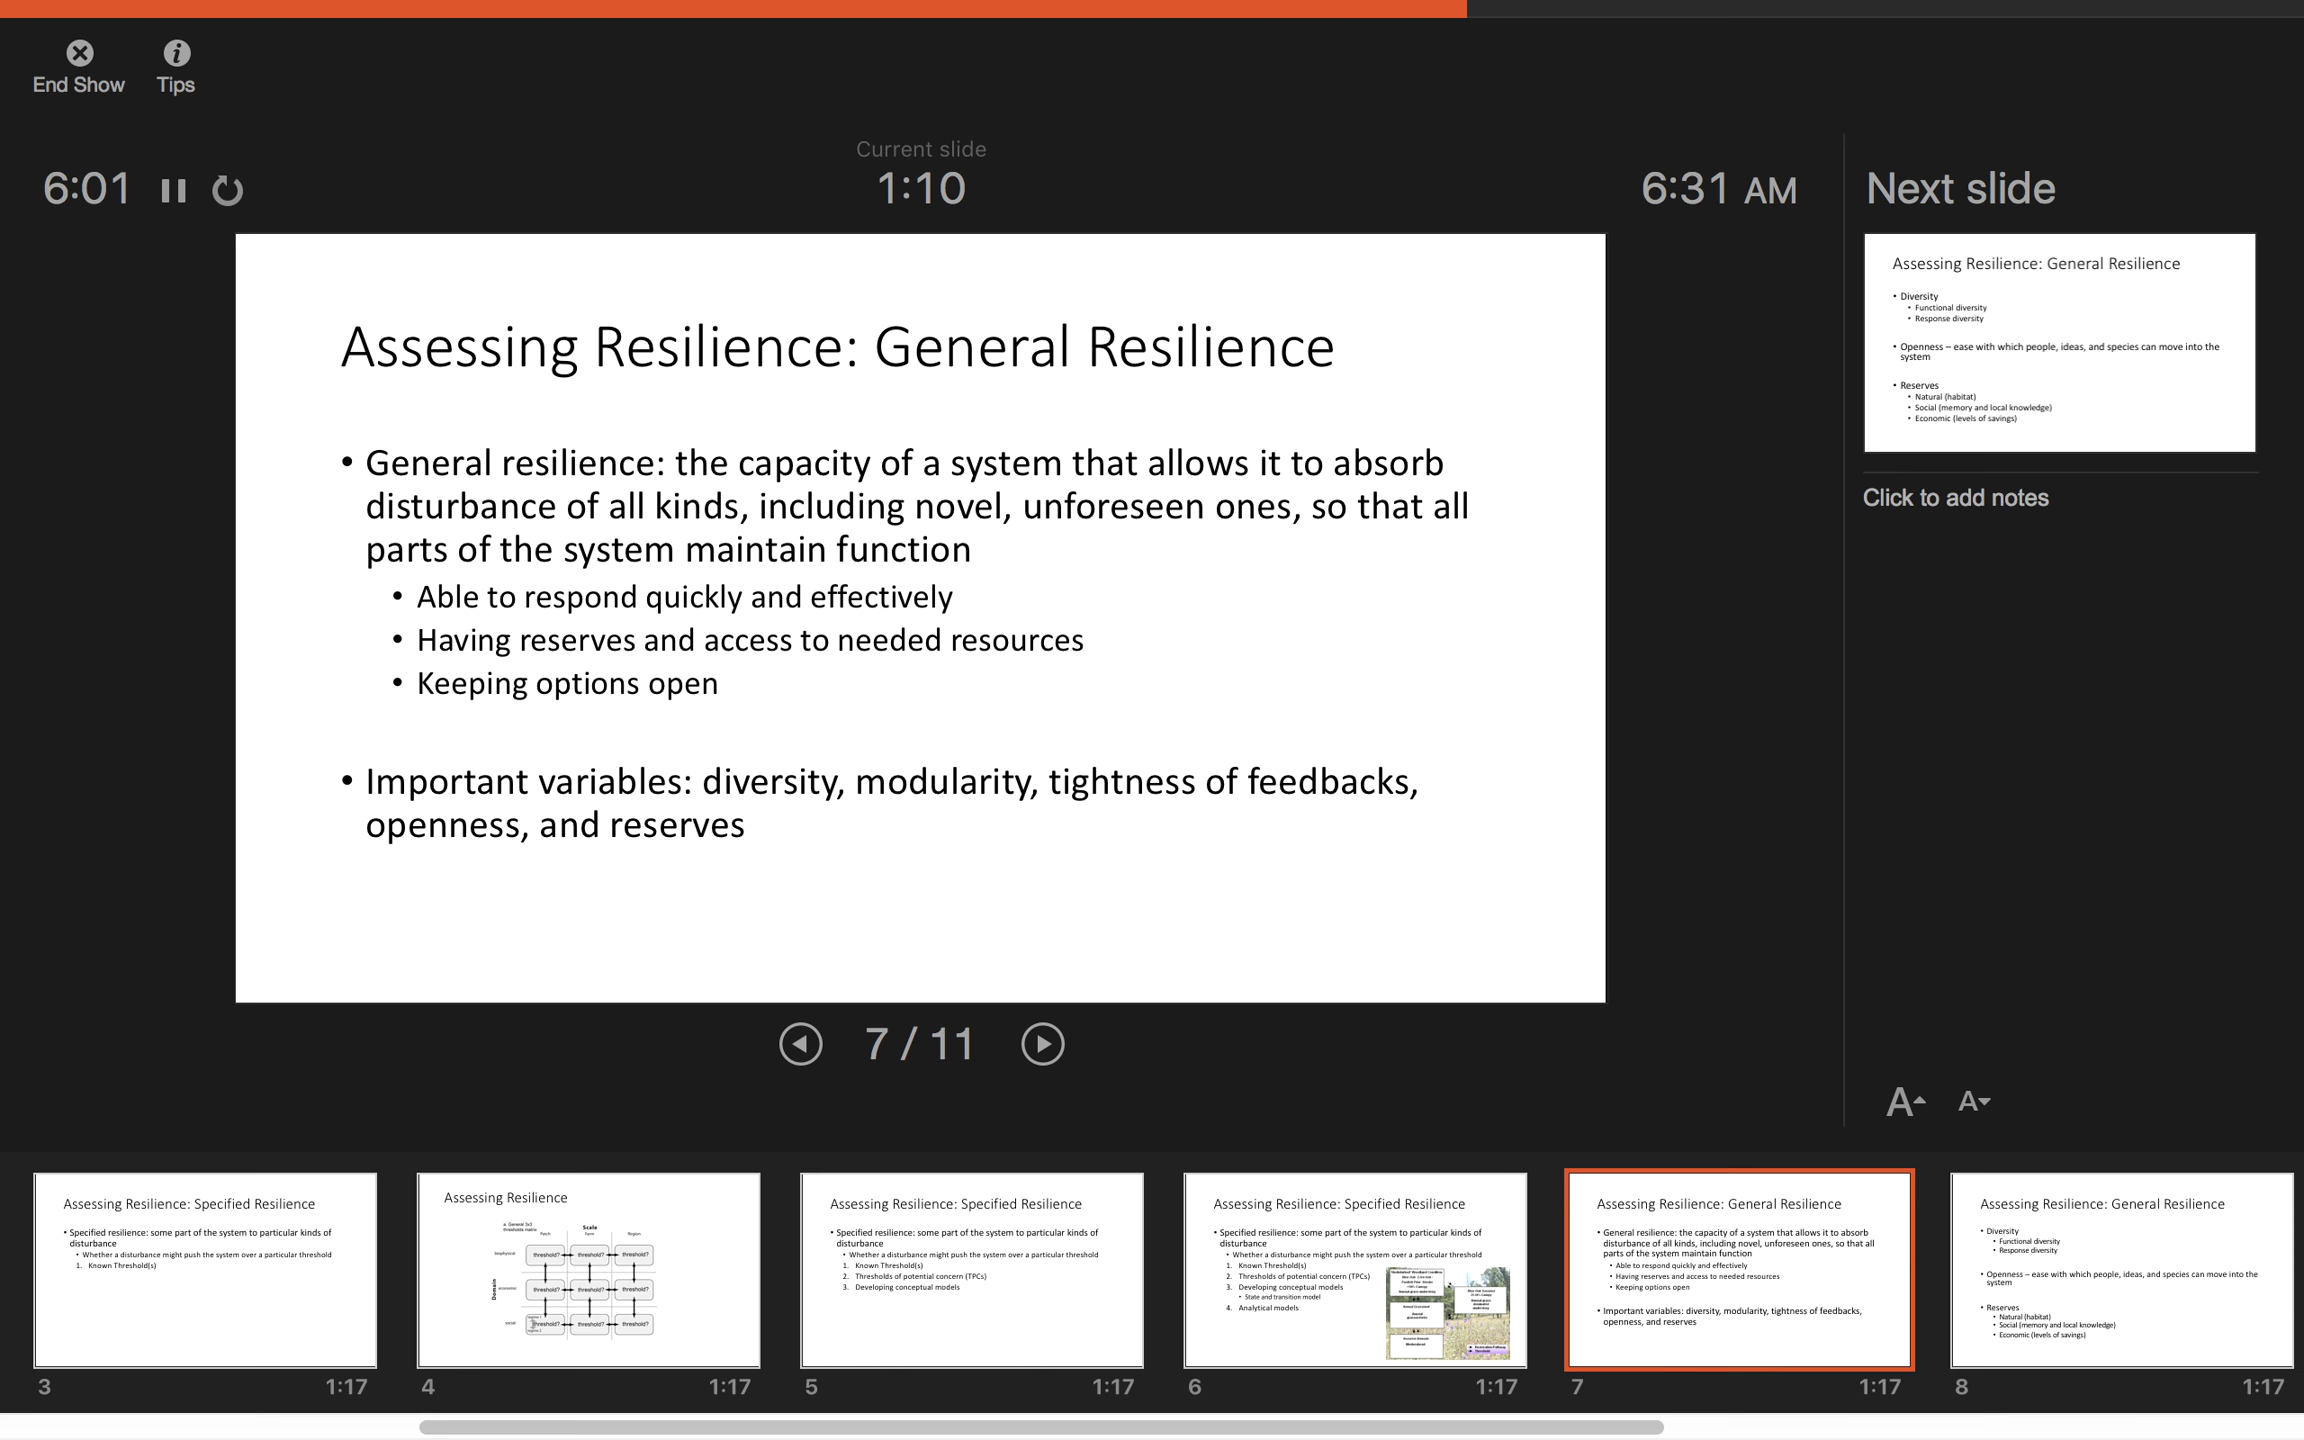 End Show
Tips
Current slide
6:01
1:10
6:31 AM
Next slide
Assessing Resilience: General Resilience
• General resilience: the capacity of a system that allows it to absorb
disturbance of all kinds, including novel, unforeseen ones, so that all
parts of the system maintain function
• Able to respond quickly and effectively
• Having reserves and access to needed resources
• Keeping options open
• Important variables: diversity, modularity, tightness of feedbacks,
openness, and reserves
7 / 11
Assessing Resilience: General Resilience
• Diversity
• Functional diversity
• Response diversity
• Openness – ease with which people, ideas, and species can move into the
system
• Reserves
• Natural (habitat)
• Social (memory and local knowledge)
• Economic (levels of savings)
Click to add notes
A
A
Assessing Resilience: Specified Resilience
• Specified resilience: some part of the system to particular kinds of
disturbance
• Whether a disturbance might push the system over a particular threshold
1. Known Threshold(s)
3
1:17
Assessing Resilience
a. General 3x3
thresholds matrix
Scale
Patch Farm Region
Domain
biophysical
threshold? threshold? threshold?
economic
threshold? threshold? threshold?
social
threshold? threshold? threshold?
4
1:17
Assessing Resilience: Specified Resilience
• Specified resilience: some part of the system to particular kinds of
disturbance
• Whether a disturbance might push the system over a particular threshold
1. Known Threshold(s)
2. Thresholds of potential concern (TPCs)
3. Developing conceptual models
5
1:17
Assessing Resilience: Specified Resilience
• Specified resilience: some part of the system to particular kinds of
disturbance
• Whether a disturbance might push the system over a particular threshold
1. Known Threshold(s)
2. Thresholds of potential concern (TPCs)
3. Developing conceptual models
• State and transition model
4. Analytical models
6
1:17
Assessing Resilience: General Resilience
• General resilience: the capacity of a system that allows it to absorb
disturbance of all kinds, including novel, unforeseen ones, so that all
parts of the system maintain function
• Able to respond quickly and effectively
• Having reserves and access to needed resources
• Keeping options open
• Important variables: diversity, modularity, tightness of feedbacks,
openness, and reserves
7
1:17
Assessing Resilience: General Resilience
• Diversity
• Functional diversity
• Response diversity
• Openness – ease with which people, ideas, and species can move into the
system
• Reserves
• Natural (habitat)
• Social (memory and local knowledge)
• Economic (levels of savings)
8
1:17